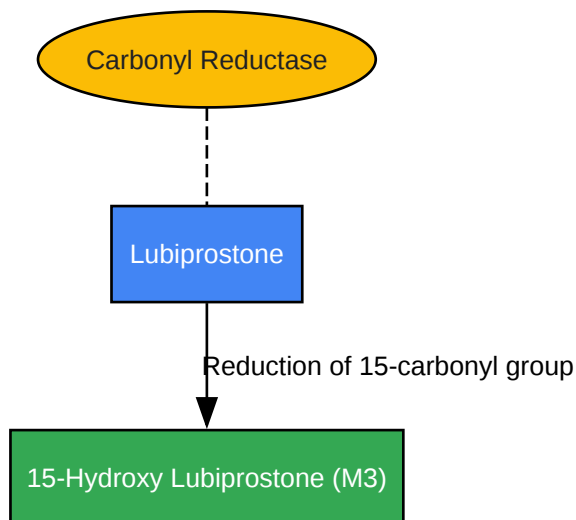 Carbonyl Reductase
Lubiprostone
Reduction of 15-carbonyl group
15-Hydroxy Lubiprostone (M3)